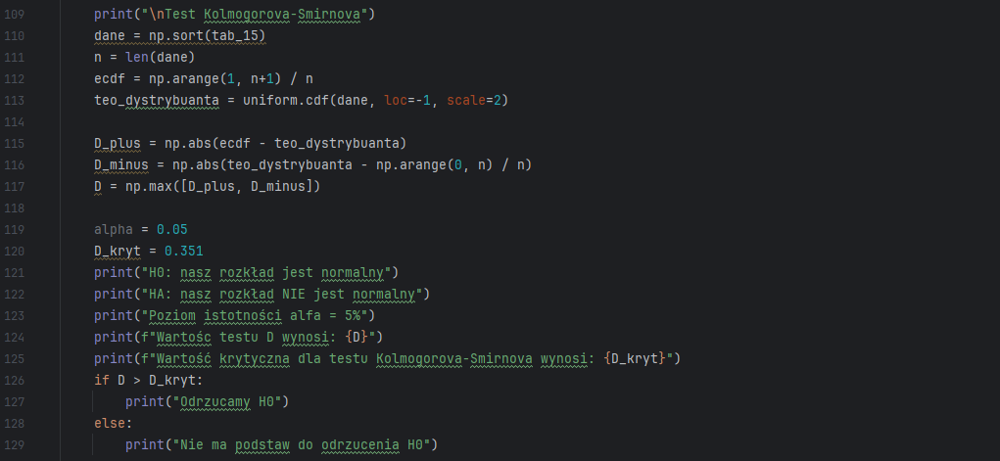 109 print("\nTest Kolmogorova-Smirnova")
110 dane = np.sort(tab_15)
111 n = len(dane)
112 ecdf = np.arange(1, n+1) / n
113 teo_dystrybuanta = uniform.cdf(dane, loc=-1, scale=2)
114
115 D_plus = np.abs(ecdf - teo_dystrybuanta)
116 D_minus = np.abs(teo_dystrybuanta - np.arange(0, n) / n)
117 D = np.max([D_plus, D_minus])
118
119 alpha = 0.05
120 D_kryt = 0.351
121 print("H0: nasz rozkład jest normalny")
122 print("HA: nasz rozkład NIE jest normalny")
123 print("Poziom istotności alfa = 5%")
124 print(f"Wartośc testu D wynosi: {D}")
125 print(f"Wartość krytyczna dla testu Kolmogorova-Smirnova wynosi: {D_kryt}")
126 if D > D_kryt:
127 print("Odrzucamy H0")
128 else:
129 print("Nie ma podstaw do odrzucenia H0")